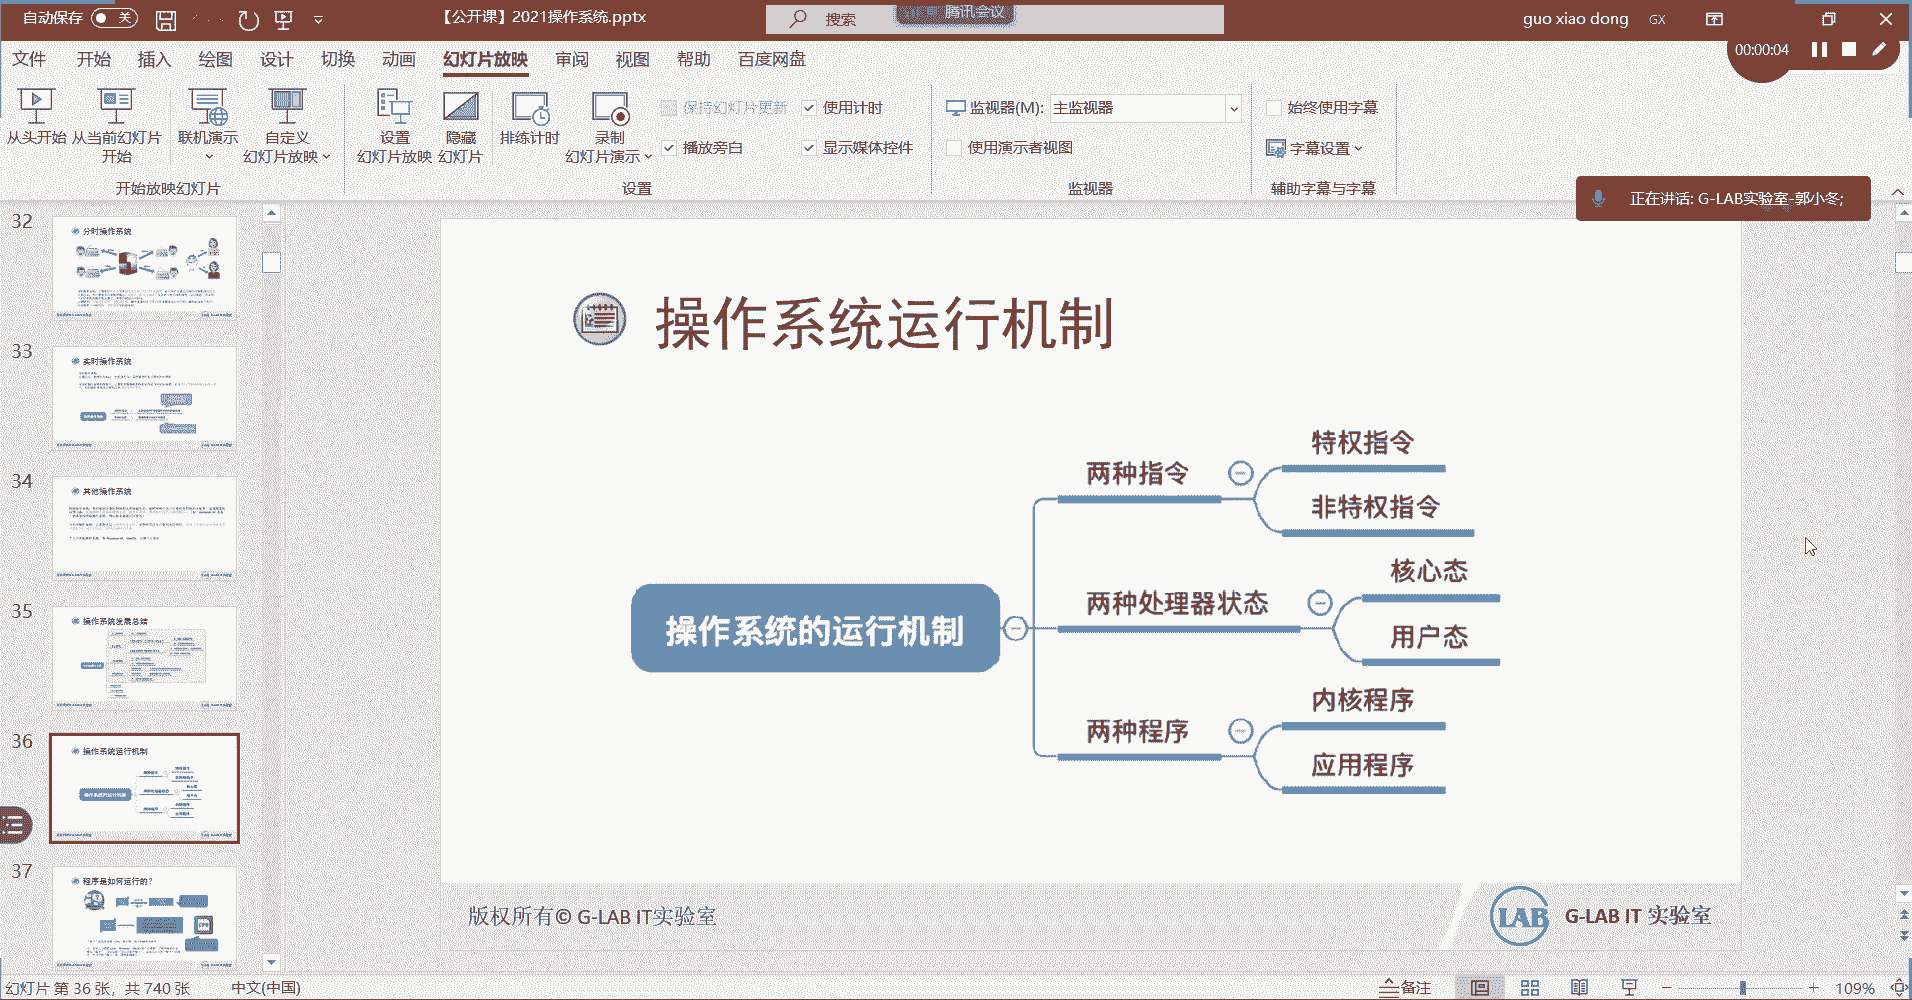 自动保存 关
【公开课】2021操作系统.pptx
搜索
腾讯会议
guo xiao dong GX
00:00:04
文件 开始 插入 绘图 设计 切换 动画 幻灯片放映 审阅 视图 帮助 百度网盘
从头开始
从当前幻灯片
开始
联机演示
自定义
幻灯片放映
开始放映幻灯片
设置
幻灯片放映
隐藏
幻灯片
排练计时
录制
幻灯片演示
保持幻灯片更新
使用计时
播放旁白
显示媒体控件
设置
监视器(M): 主监视器
使用演示者视图
监视器
始终使用字幕
字幕设置
辅助字幕与字幕
正在讲话: G-LAB实验室-郭小冬;
32
分时操作系统
33
实时操作系统
34
其他操作系统
35
操作系统发展总结
36
操作系统运行机制
37
程序是如何运行的?
操作系统运行机制
操作系统的运行机制
两种指令
特权指令
非特权指令
两种处理器状态
核心态
用户态
两种程序
内核程序
应用程序
版权所有© G-LAB IT实验室
LAB
G-LAB IT 实验室
幻灯片 第 36 张, 共 740 张
中文(中国)
备注
109%